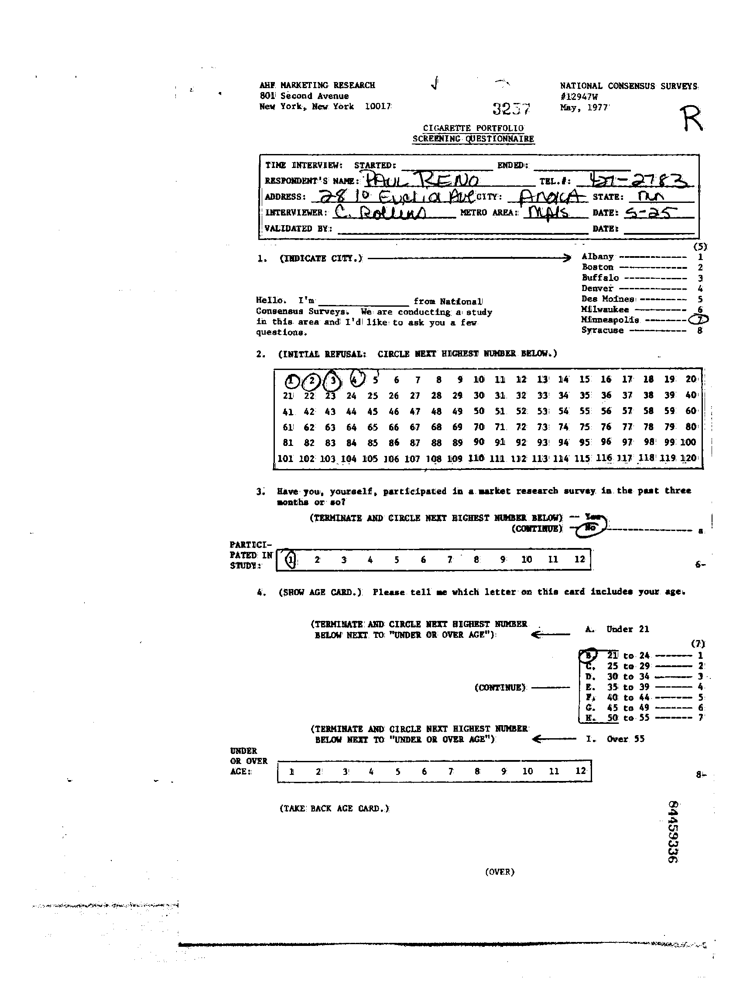 AHF MARKETING RESEARCH
801 Second Avenue
New York, New York 10017
NATIONAL CONSENSUS SURVEYS
#12947W
May, 1977
3237
R
CIGARETTE PORTFOLIO
SCREENING QUESTIONNAIRE
TIME INTERVIEW: STARTED: ENDED:
RESPONDENT'S NAME: PAUL RENO TEL.#: 421-2783
ADDRESS: 2810 Ave CITY: ANOKA STATE: mn
INTERVIEWER: C. Rollins METRO AREA: Mpls DATE: 5-25
VALIDATED BY: DATE:
(5)
1. (INDICATE CITY.) Albany 1
Boston 2
Buffalo 3
Denver 4
Des Moines 5
Milwaukee 6
Minneapolis 7
Syracuse 8
Hello. I'm from National
Consensus Surveys. We are conducting a study
in this area and I'd like to ask you a few
questions.
2. (INITIAL REFUSAL: CIRCLE NEXT HIGHEST NUMBER BELOW.)
1 2 3 4 5 6 7 8 9 10 11 12 13 14 15 16 17 18 19 20
21 22 23 24 25 26 27 28 29 30 31 32 33 34 35 36 37 38 39 40
41 42 43 44 45 46 47 48 49 50 51 52 53 54 55 56 57 58 59 60
61 62 63 64 65 66 67 68 69 70 71 72 73 74 75 76 77 78 79 80
81 82 83 84 85 86 87 88 89 90 91 92 93 94 95 96 97 98 99 100
101 102 103 104 105 106 107 108 109 110 111 112 113 114 115 116 117 118 119 120
3. Have you, yourself, participated in a market research survey in the past three
months or so?
(TERMINATE AND CIRCLE NEXT HIGHEST NUMBER BELOW) -- Yes
(CONTINUE) -- No
PARTICI-
PATED IN
STUDY: 1 2 3 4 5 6 7 8 9 10 11 12 6-
4. (SHOW AGE CARD.) Please tell me which letter on this card includes your age.
(TERMINATE AND CIRCLE NEXT HIGHEST NUMBER
BELOW NEXT TO "UNDER OR OVER AGE") A. Under 21
(7)
B. 21 to 24 1
C. 25 to 29 2
D. 30 to 34 3
(CONTINUE) E. 35 to 39 4
F. 40 to 44 5
G. 45 to 49 6
H. 50 to 55 7
(TERMINATE AND CIRCLE NEXT HIGHEST NUMBER
BELOW NEXT TO "UNDER OR OVER AGE") I. Over 55
UNDER
OR OVER
AGE: 1 2 3 4 5 6 7 8 9 10 11 12 8-
(TAKE BACK AGE CARD.)
84459336
(OVER)